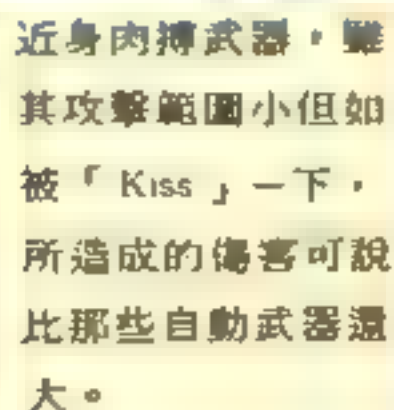 近身肉搏武器，雖
其攻擊範圍小但如
被「Kiss」一下，
所造成的傷害可說
比那些自動武器還
大。